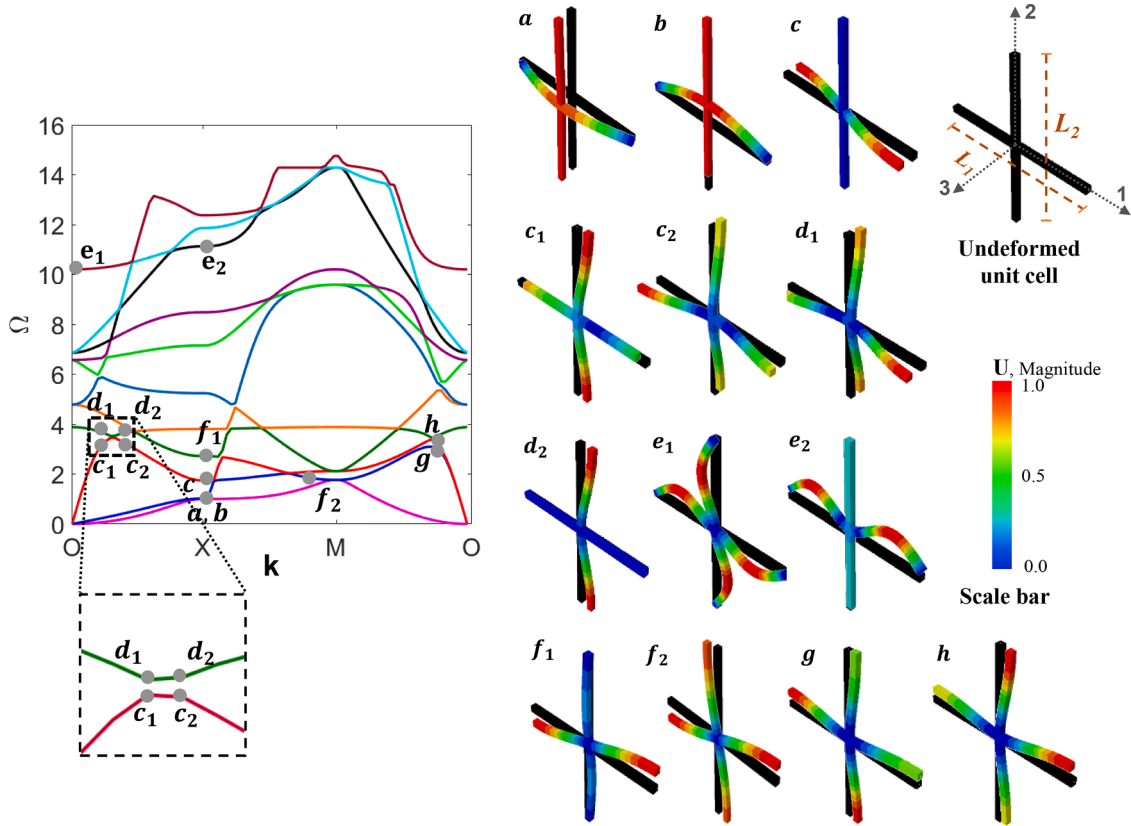 a
b
c
2
L₂
L₁
3
1
Undeformed
unit cell
16
14
12
10
8
6
4
2
0
Ω
e₁
e₂
d₁
d₂
c₁
c₂
f₁
c
a, b
f₂
h
g
O
X
M
O
k
d₁
d₂
c₁
c₂
c₁
c₂
d₁
U, Magnitude
1.0
0.5
0.0
Scale bar
d₂
e₁
e₂
f₁
f₂
g
h